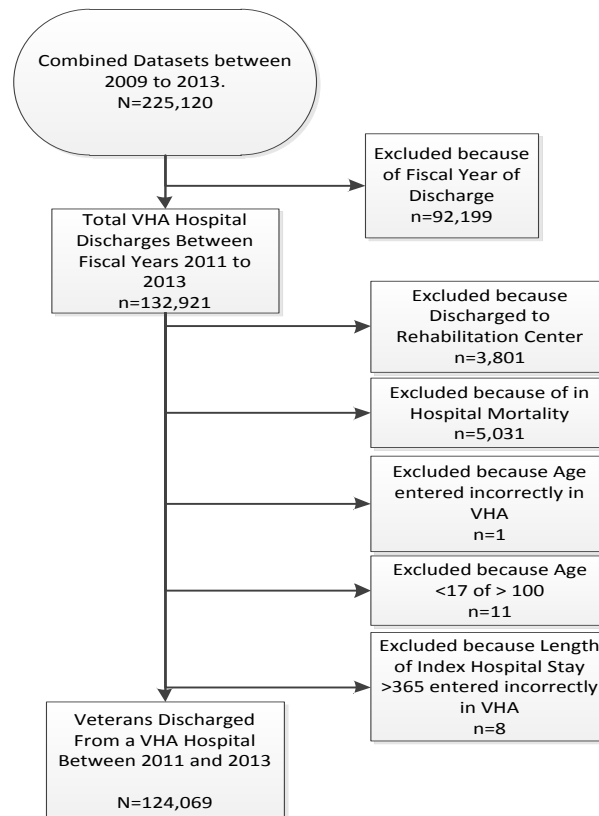 Combined Datasets between
2009 to 2013.
N=225,120
Excluded because
of Fiscal Year of
Discharge
n=92,199
Total VHA Hospital
Discharges Between
Fiscal Years 2011 to
2013
n=132,921
Excluded because
Discharged to
Rehabilitation Center
n=3,801
Excluded because of in
Hospital Mortality
n=5,031
Excluded because Age
entered incorrectly in
VHA
n=1
Excluded because Age
<17 of > 100
n=11
Excluded because Length
of Index Hospital Stay
>365 entered incorrectly
in VHA
n=8
Veterans Discharged
From a VHA Hospital
Between 2011 and 2013
N=124,069